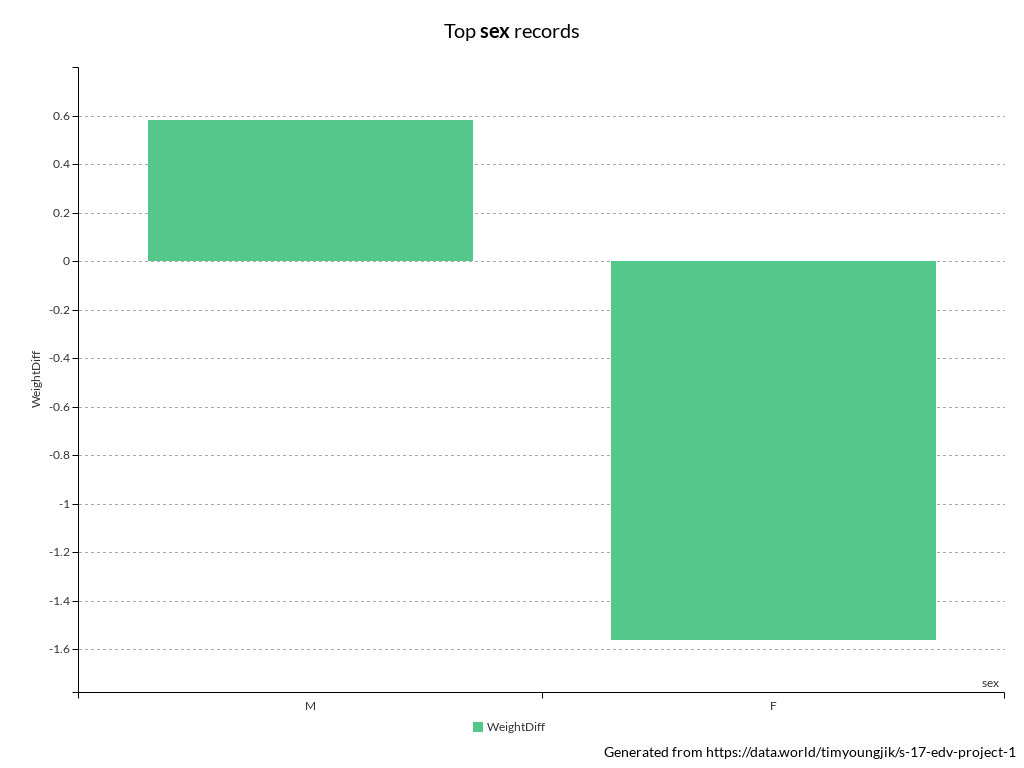 Top sex records
0.6
0.4
0.2
0
-0.2
-0.4
-0.6
-0.8
-1
-1.2
-1.4
-1.6
WeightDiff
sex
M F
WeightDiff
Generated from https://data.world/timyoungjik/s-17-edv-project-1